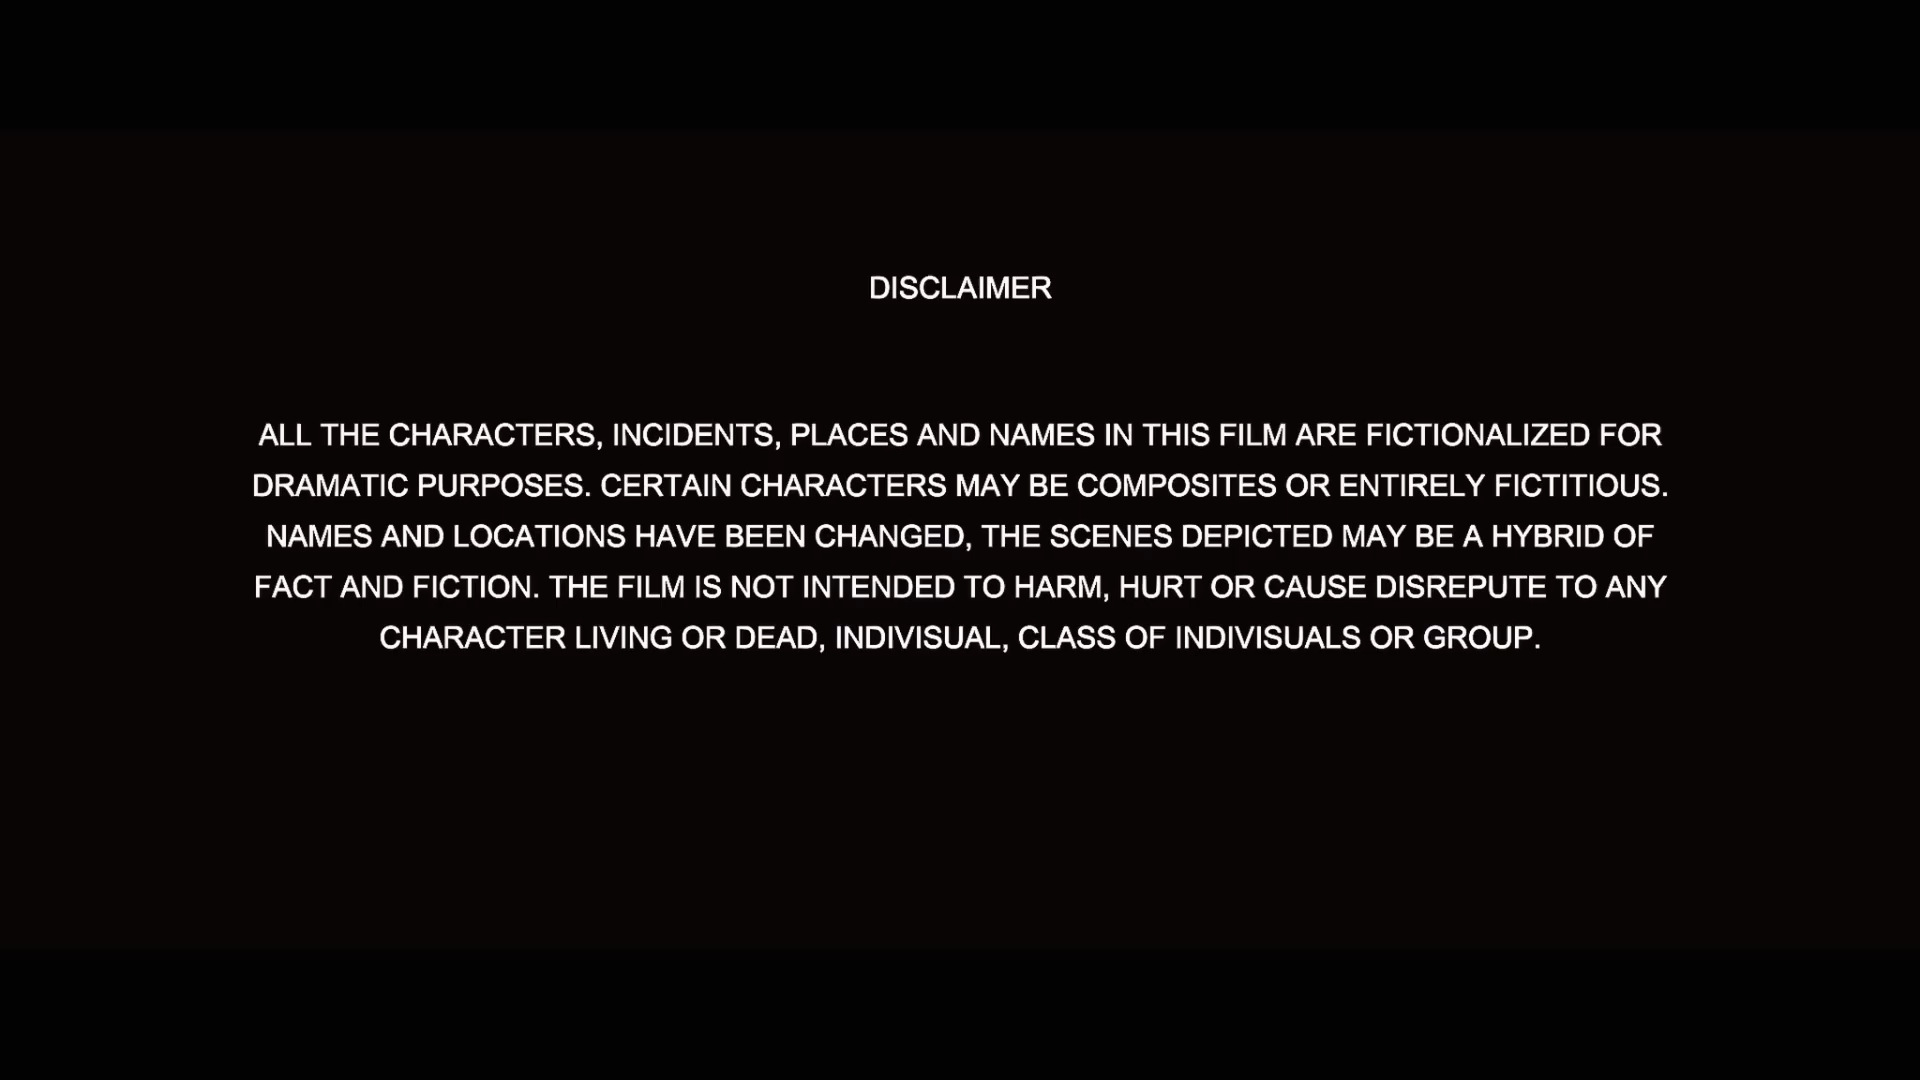 DISCLAIMER
ALL THE CHARACTERS, INCIDENTS, PLACES AND NAMES IN THIS FILM ARE FICTIONALIZED FOR
DRAMATIC PURPOSES. CERTAIN CHARACTERS MAY BE COMPOSITES OR ENTIRELY FICTITIOUS.
NAMES AND LOCATIONS HAVE BEEN CHANGED, THE SCENES DEPICTED MAY BE A HYBRID OF
FACT AND FICTION. THE FILM IS NOT INTENDED TO HARM, HURT OR CAUSE DISREPUTE TO ANY
CHARACTER LIVING OR DEAD, INDIVISUAL, CLASS OF INDIVISUALS OR GROUP.